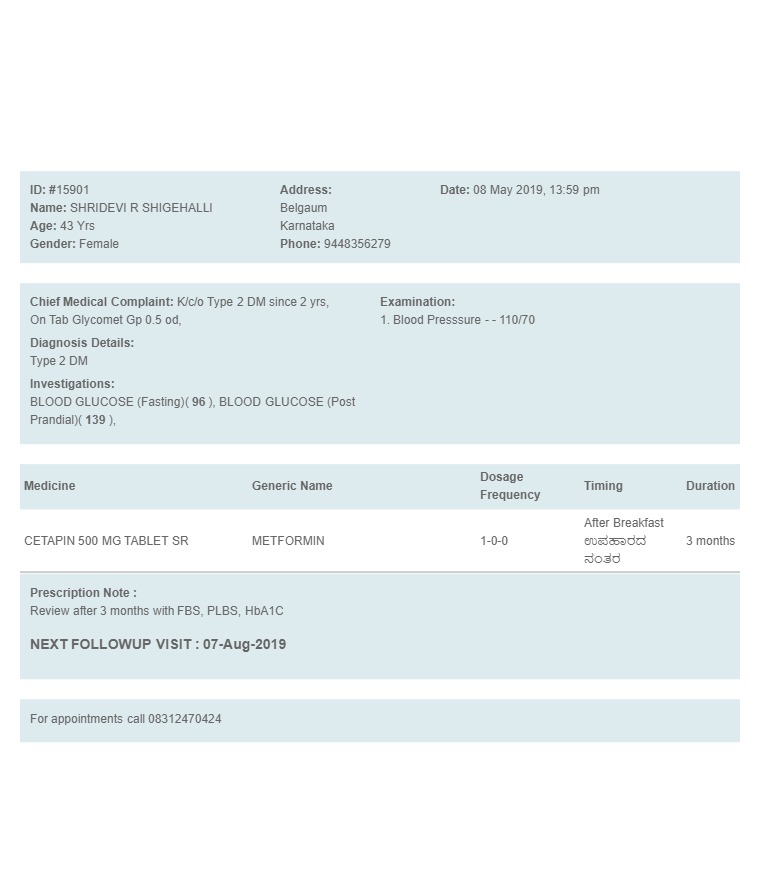 ID: #15901
Name: SHRIDEVI R SHIGEHALLI
Age: 43 Yrs
Gender: Female
Address:
Belgaum
Karnataka
Phone: 9448356279
Date: 08 May 2019, 13:59 pm
Chief Medical Complaint: K/c/o Type 2 DM since 2 yrs,
On Tab Glycomet Gp 0.5 od,
Diagnosis Details:
Type 2 DM
Investigations:
BLOOD GLUCOSE (Fasting)( 96 ), BLOOD GLUCOSE (Post
Prandial)( 139 ),
Examination:
1. Blood Presssure - - 110/70
Medicine Generic Name Dosage Frequency Timing Duration
CETAPIN 500 MG TABLET SR METFORMIN 1-0-0 After Breakfast ಉಪಹಾರದ ನಂತರ 3 months
Prescription Note :
Review after 3 months with FBS, PLBS, HbA1C
NEXT FOLLOWUP VISIT : 07-Aug-2019
For appointments call 08312470424